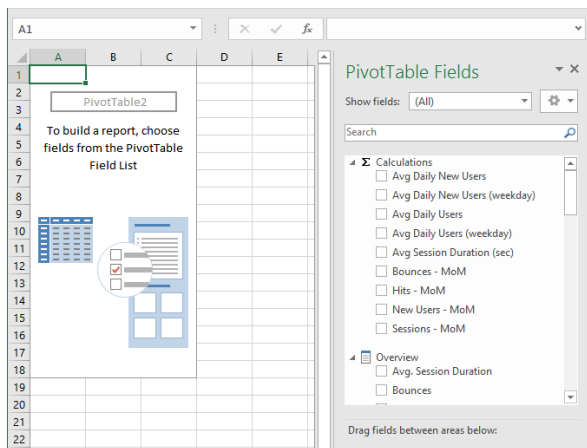 A1
fx
A B C D E
1
2
3
4
5
6
7
8
9
10
11
12
13
14
15
16
17
18
19
20
21
22
PivotTable2
To build a report, choose
fields from the PivotTable
Field List
PivotTable Fields
Show fields: (All)
Search
Σ Calculations
Avg Daily New Users
Avg Daily New Users (weekday)
Avg Daily Users
Avg Daily Users (weekday)
Avg Session Duration (sec)
Bounces - MoM
Hits - MoM
New Users - MoM
Sessions - MoM
Overview
Avg. Session Duration
Bounces
Drag fields between areas below: